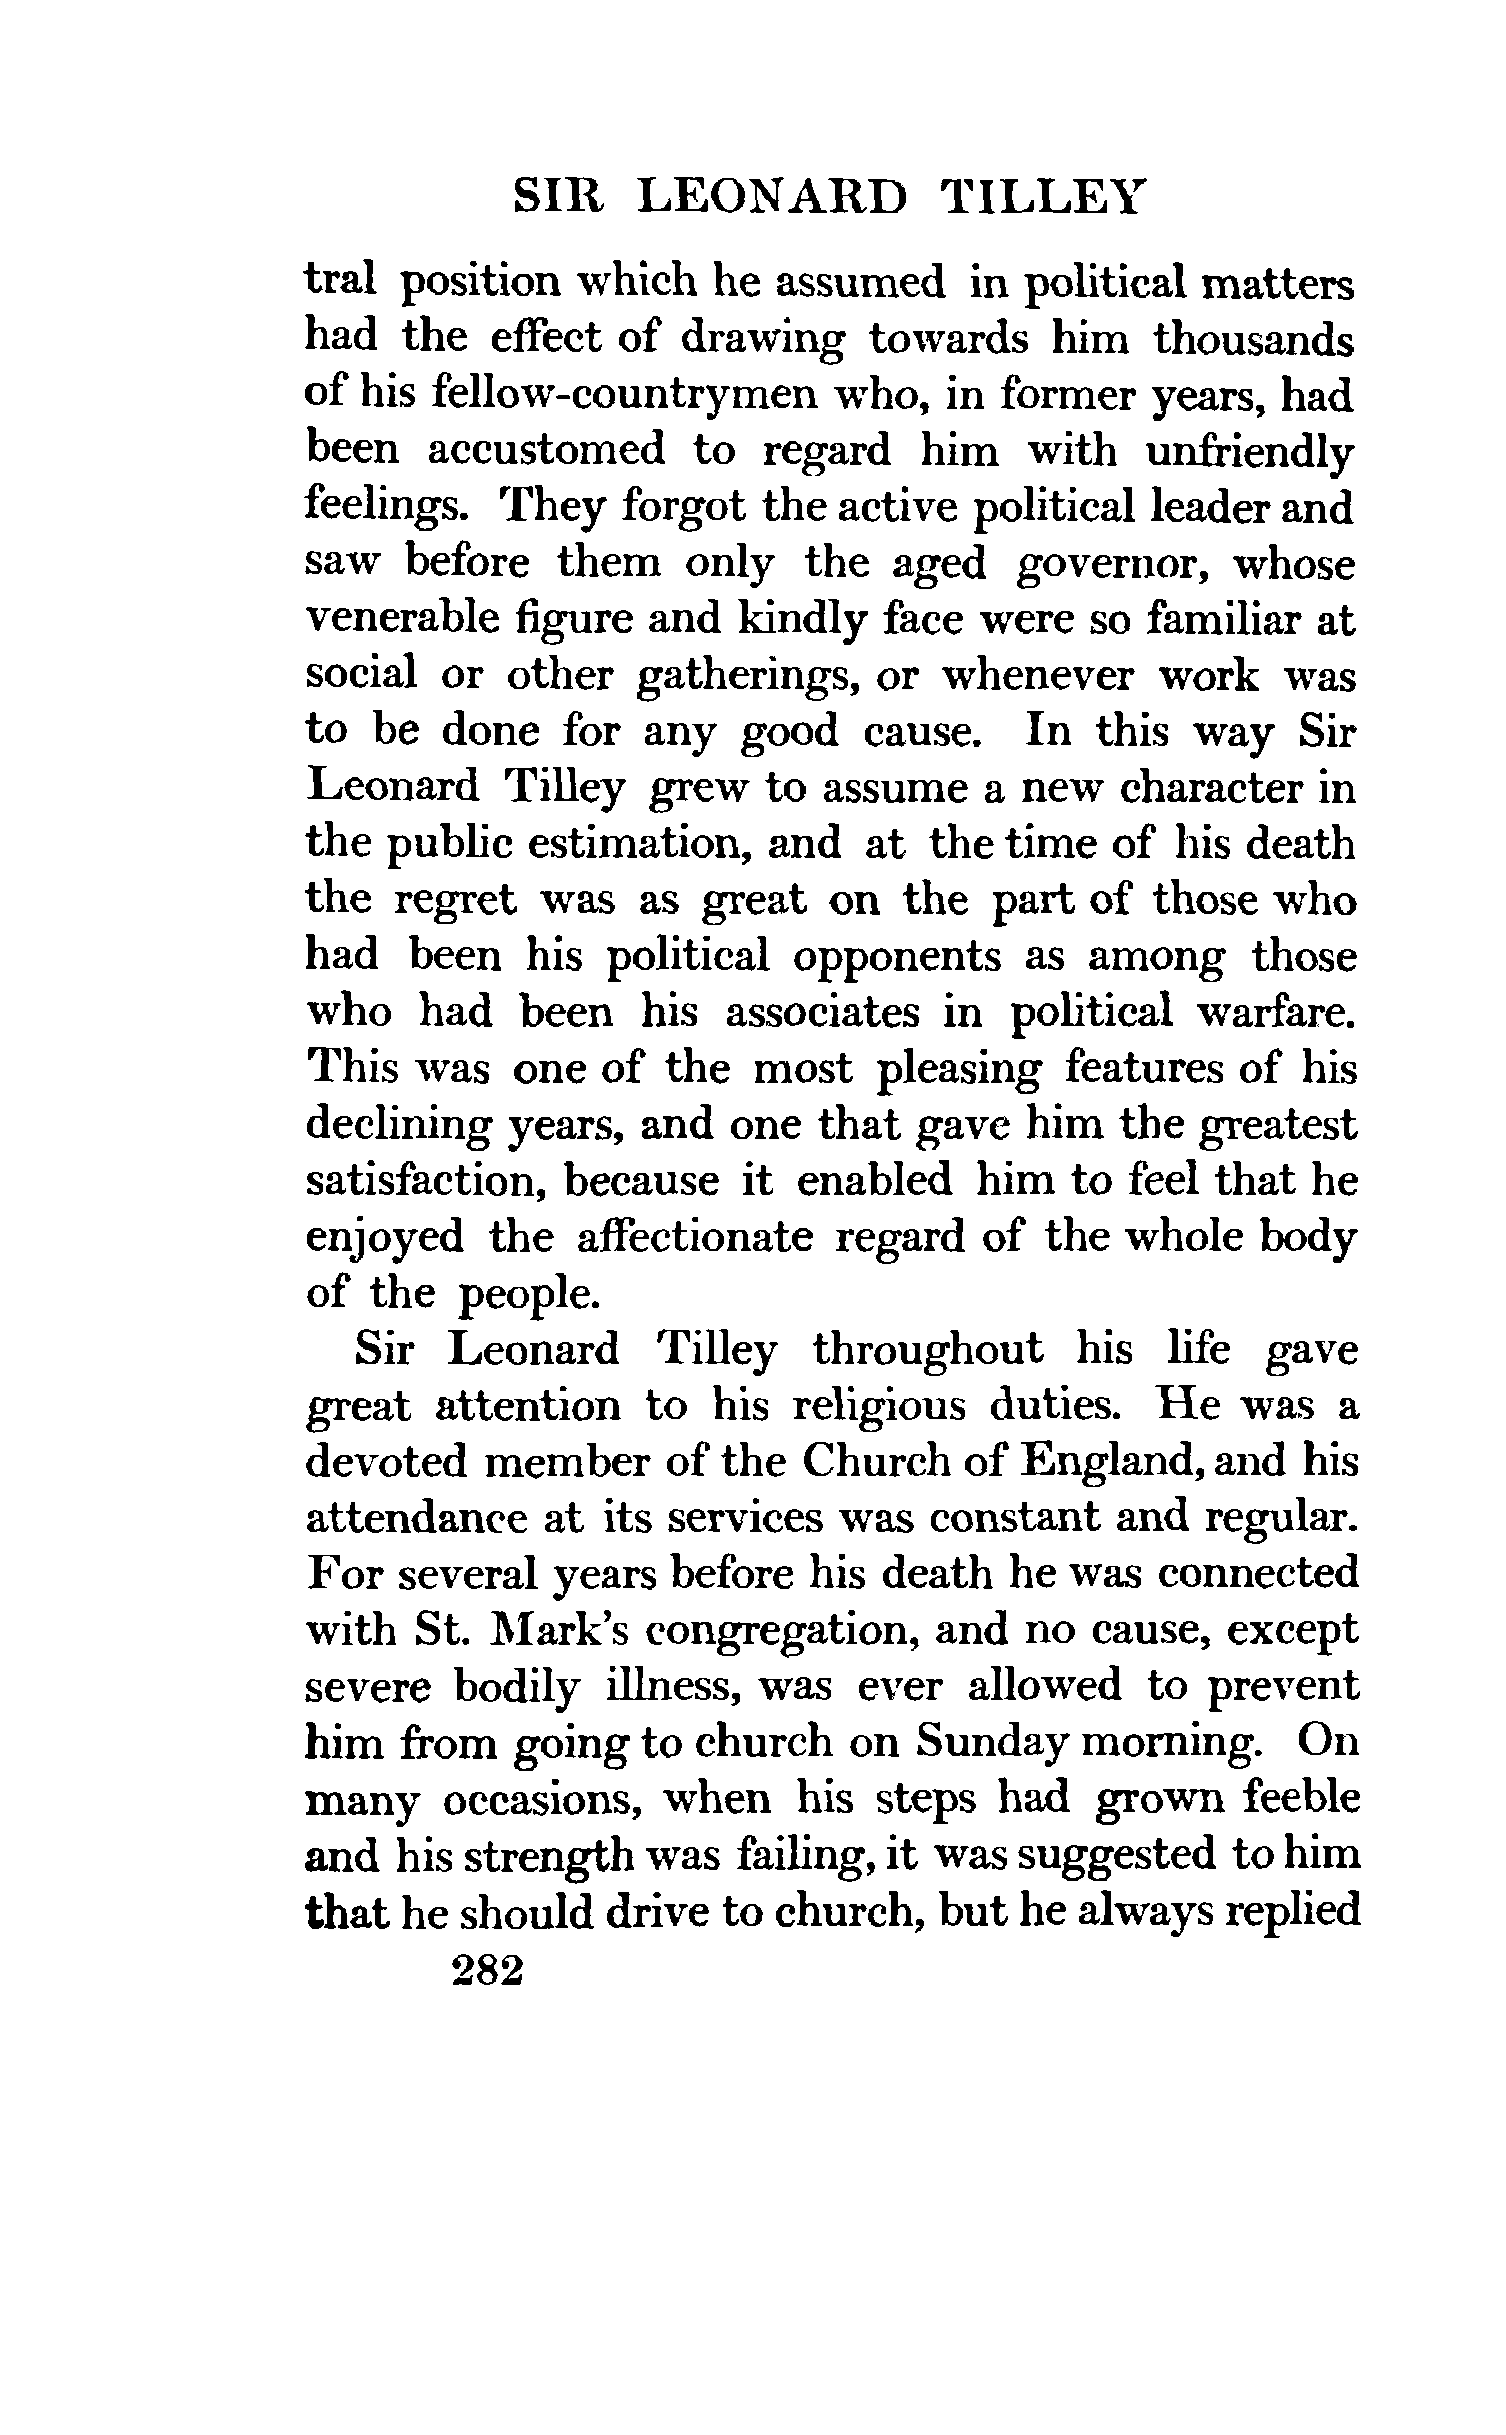 SIR LEONARD TILLEY
tral position which he assumed in political matters
had the effect of drawing towards him thousands
of his fellow-countrymen who, in former years, had
been accustomed to regard him with unfriendly
feelings. They forgot the active political leader and
saw before them only the aged governor, whose
venerable figure and kindly face were so familiar at
social or other gatherings, or whenever work was
to be done for any good cause. In this way Sir
Leonard Tilley grew to assume a new character in
the public estimation, and at the time of his death
the regret was as great on the part of those who
had been his political opponents as among those
who had been his associates in political warfare.
This was one of the most pleasing features of his
declining years, and one that gave him the greatest
satisfaction, because it enabled him to feel that he
enjoyed the affectionate regard of the whole body
of the people.
Sir Leonard Tilley throughout his life gave
great attention to his religious duties. He was a
devoted member of the Church of England, and his
attendance at its services was constant and regular.
For several years before his death he was connected
with St. Mark's congregation, and no cause, except
severe bodily illness, was ever allowed to prevent
him from going to church on Sunday morning. On
many occasions, when his steps had grown feeble
and his strength was failing, it was suggested to him
that he should drive to church, but he always replied
282